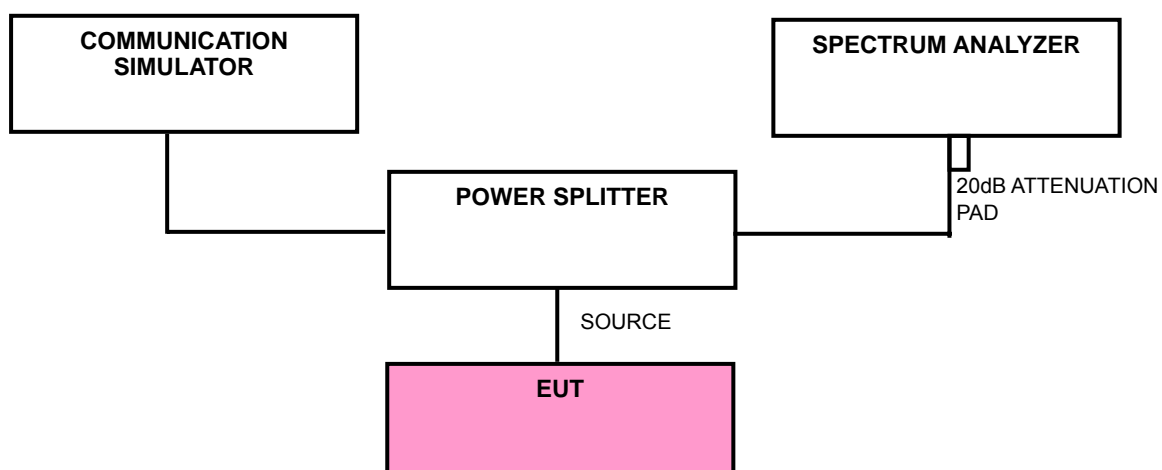 COMMUNICATION
SIMULATOR
SPECTRUM ANALYZER
20dB ATTENUATION
PAD
POWER SPLITTER
SOURCE
EUT